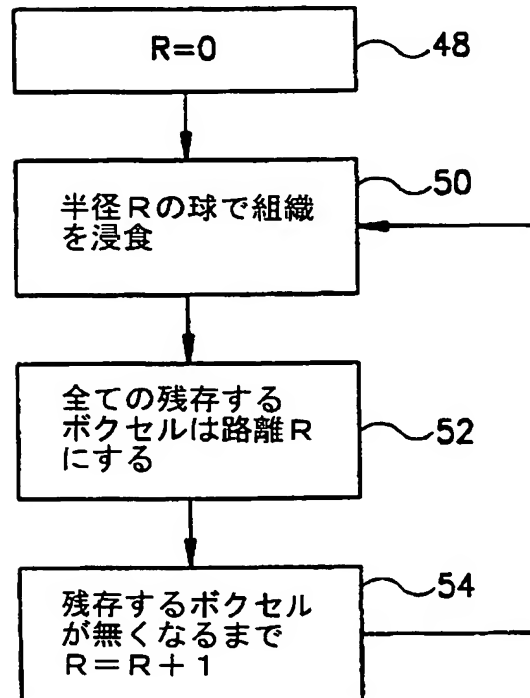 R=0
48
半径Rの球で組織
を浸食
50
全ての残存する
ボクセルは路離R
にする
52
残存するボクセル
が無くなるまで
R=R+1
54